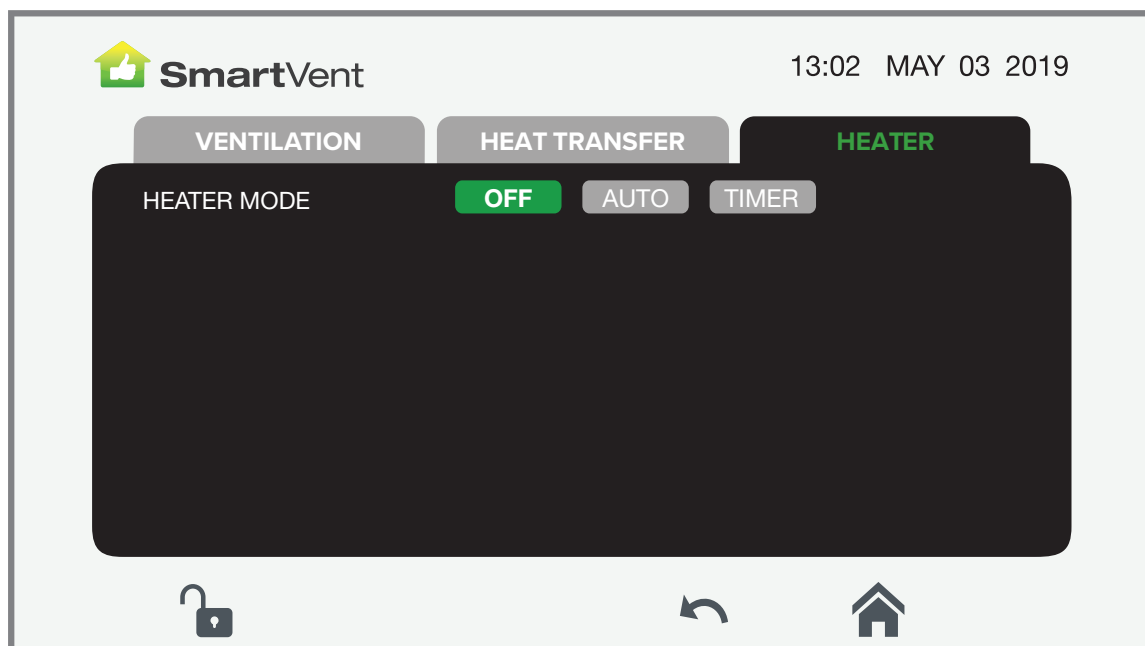 SmartVent
13:02 MAY 03 2019
VENTILATION HEAT TRANSFER HEATER
HEATER MODE OFF AUTO TIMER